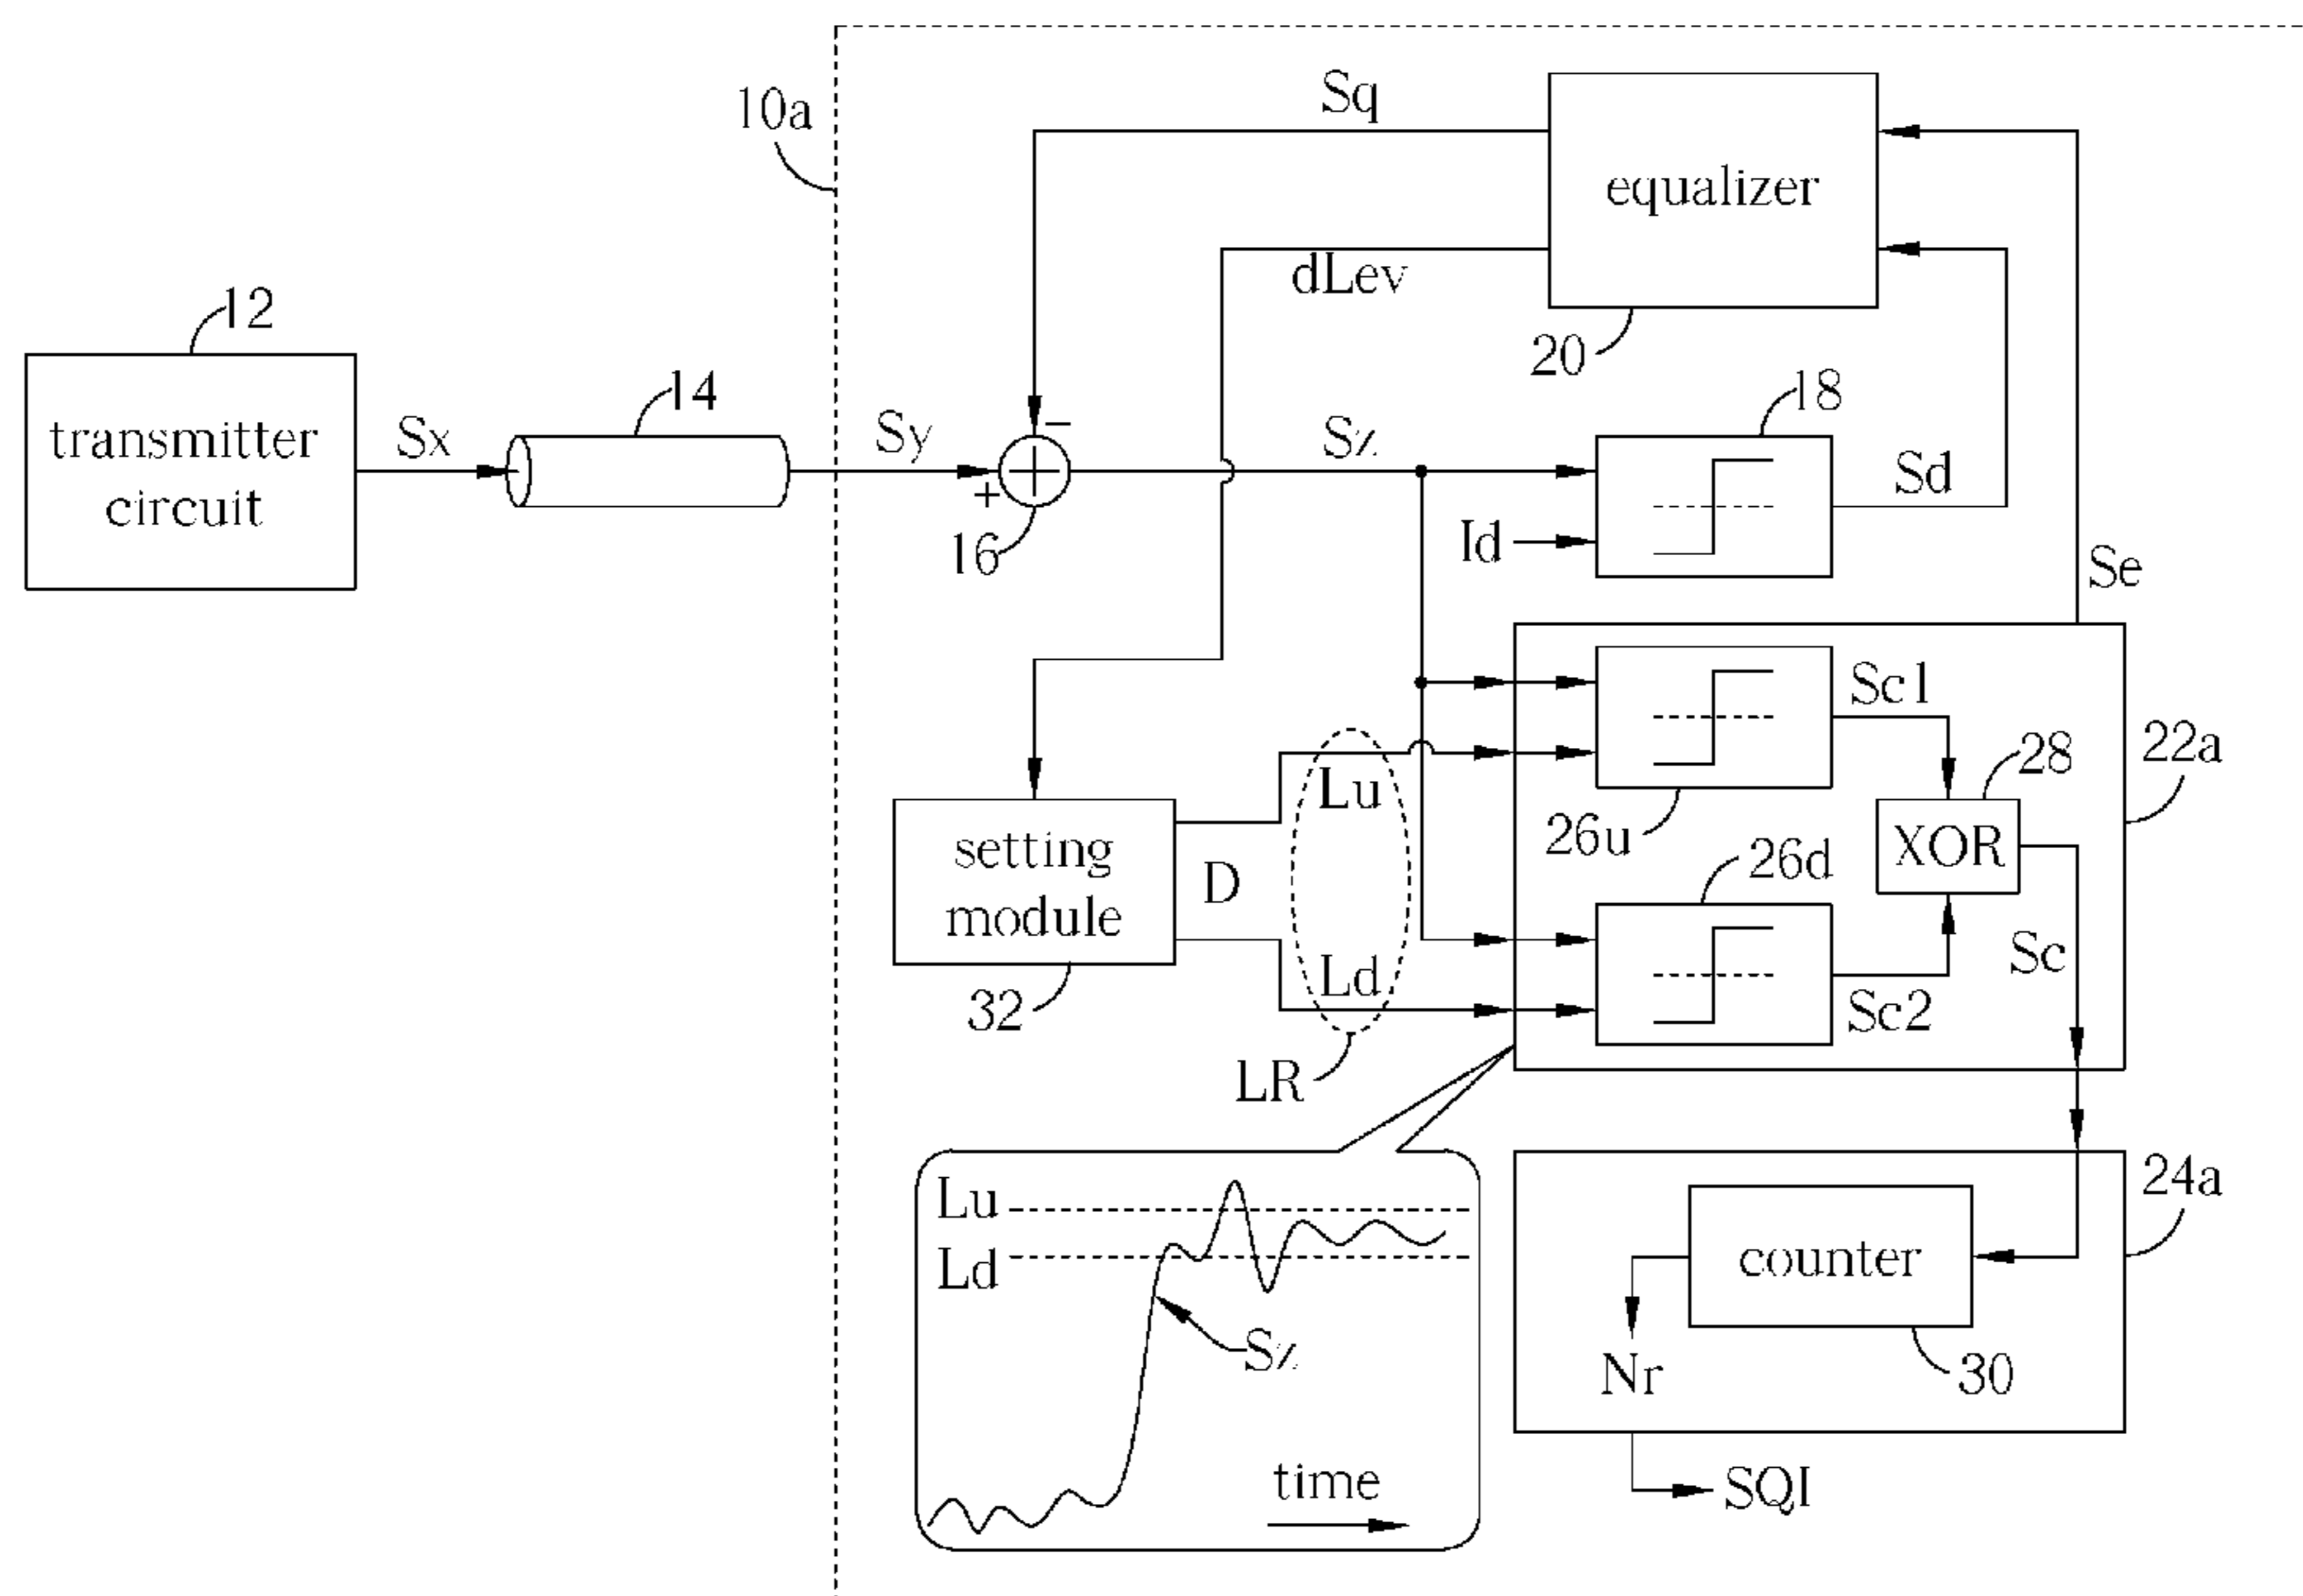 10a
Sq
equalizer
dLev
20
12
transmitter
circuit
Sx
14
Sy
−
+
16
Sz
18
Id
Sd
Se
setting
module
32
D
Lu
Ld
LR
26u
Sc1
28
XOR
22a
26d
Sc2
Sc
Lu
Ld
Sz
time
24a
counter
30
Nr
SQI